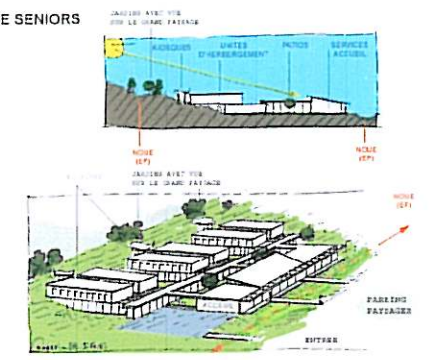 E SENIORS
JARDINS AVEC VUE
SUR LE GRAND PAYSAGE
KIOSQUES
UNITES
D'HEBERGEMENT
PATIOS
SERVICES
ACCUEIL
NOUE
(EP)
NOUE
(EP)
JARDINS AVEC VUE
SUR LE GRAND PAYSAGE
NOUE
(EP)
PARKING
PAYSAGER
ENTREE